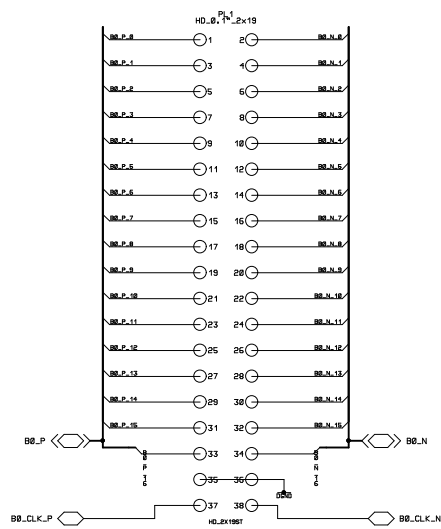 PL1
HD_0.1"_2x19
B0_P_0 1 2 B0_N_0
B0_P_1 3 4 B0_N_1
B0_P_2 5 6 B0_N_2
B0_P_3 7 8 B0_N_3
B0_P_4 9 10 B0_N_4
B0_P_5 11 12 B0_N_5
B0_P_6 13 14 B0_N_6
B0_P_7 15 16 B0_N_7
B0_P_8 17 18 B0_N_8
B0_P_9 19 20 B0_N_9
B0_P_10 21 22 B0_N_10
B0_P_11 23 24 B0_N_11
B0_P_12 25 26 B0_N_12
B0_P_13 27 28 B0_N_13
B0_P_14 29 30 B0_N_14
B0_P_15 31 32 B0_N_15
B0_P B0_N
33 34
35 36
DGND
37 38
B0_CLK_P B0_CLK_N
HD_2X19ST